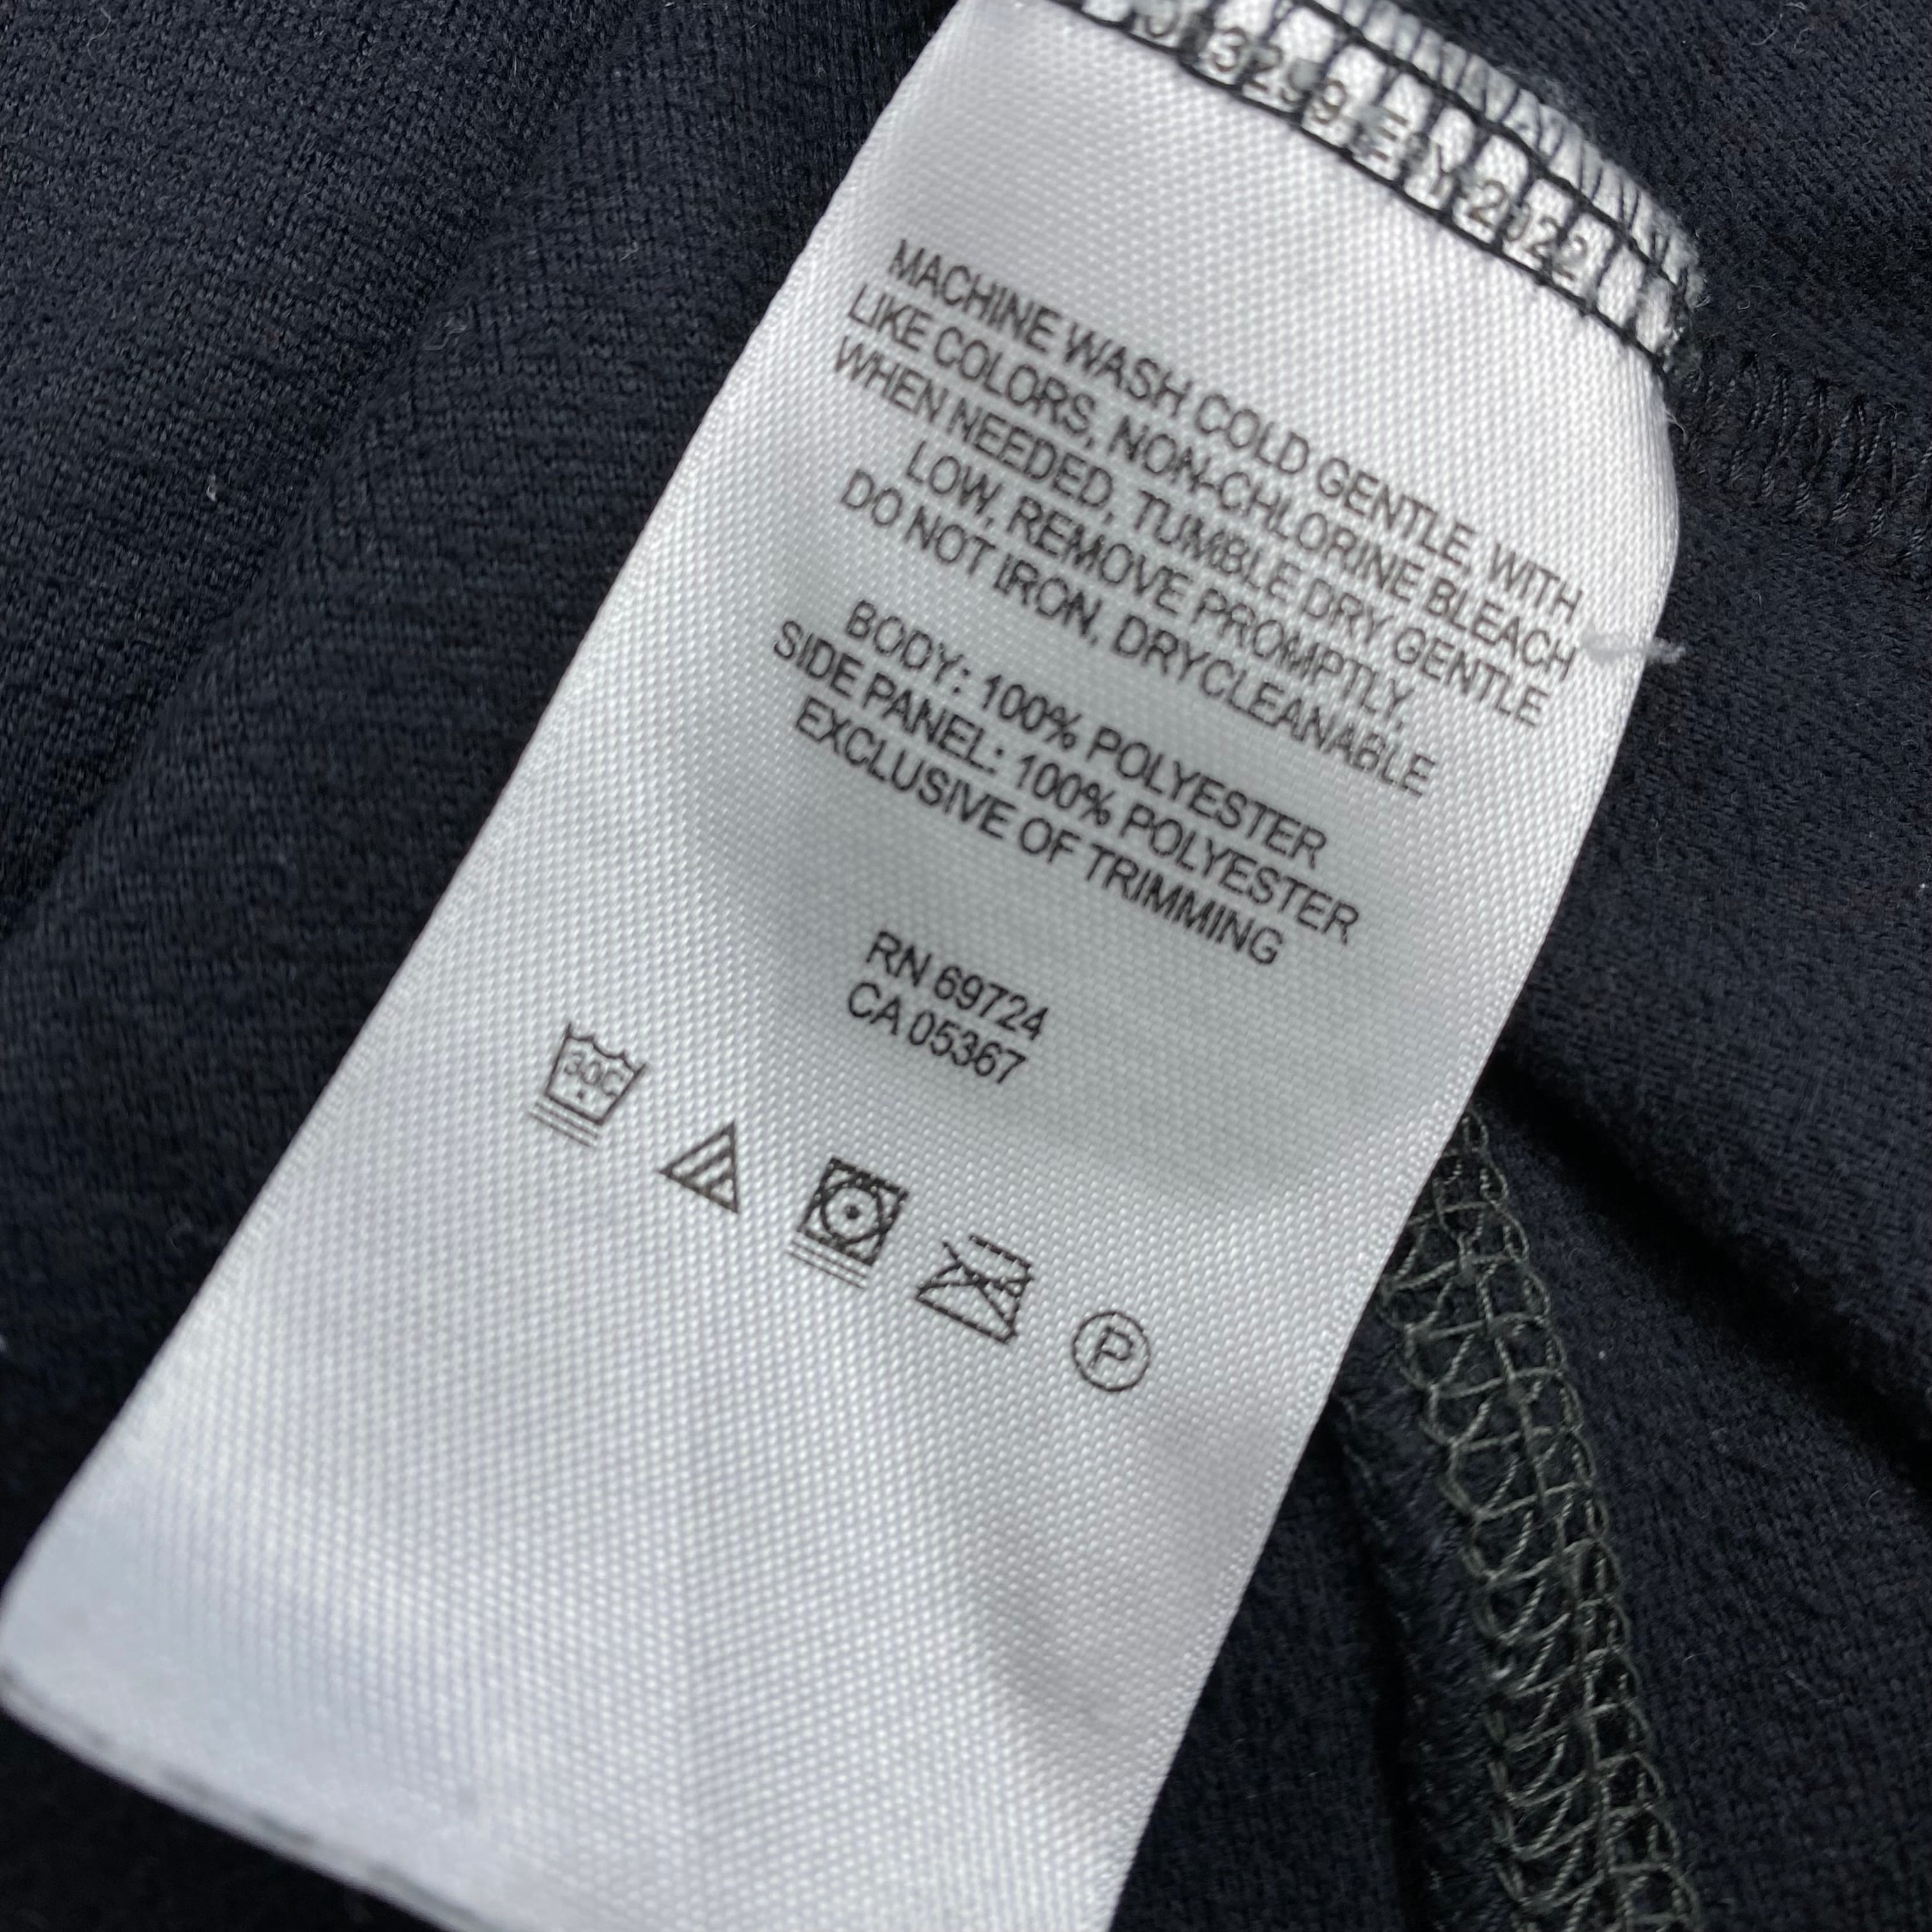 MACHINE WASH COLD GENTLE, WITH
LIKE COLORS, NON-CHLORINE BLEACH
WHEN NEEDED, TUMBLE DRY GENTLE
LOW, REMOVE PROMPTLY,
DO NOT IRON, DRYCLEANABLE
BODY: 100% POLYESTER
SIDE PANEL: 100% POLYESTER
EXCLUSIVE OF TRIMMING
RN 69724
CA 05367
30C
P